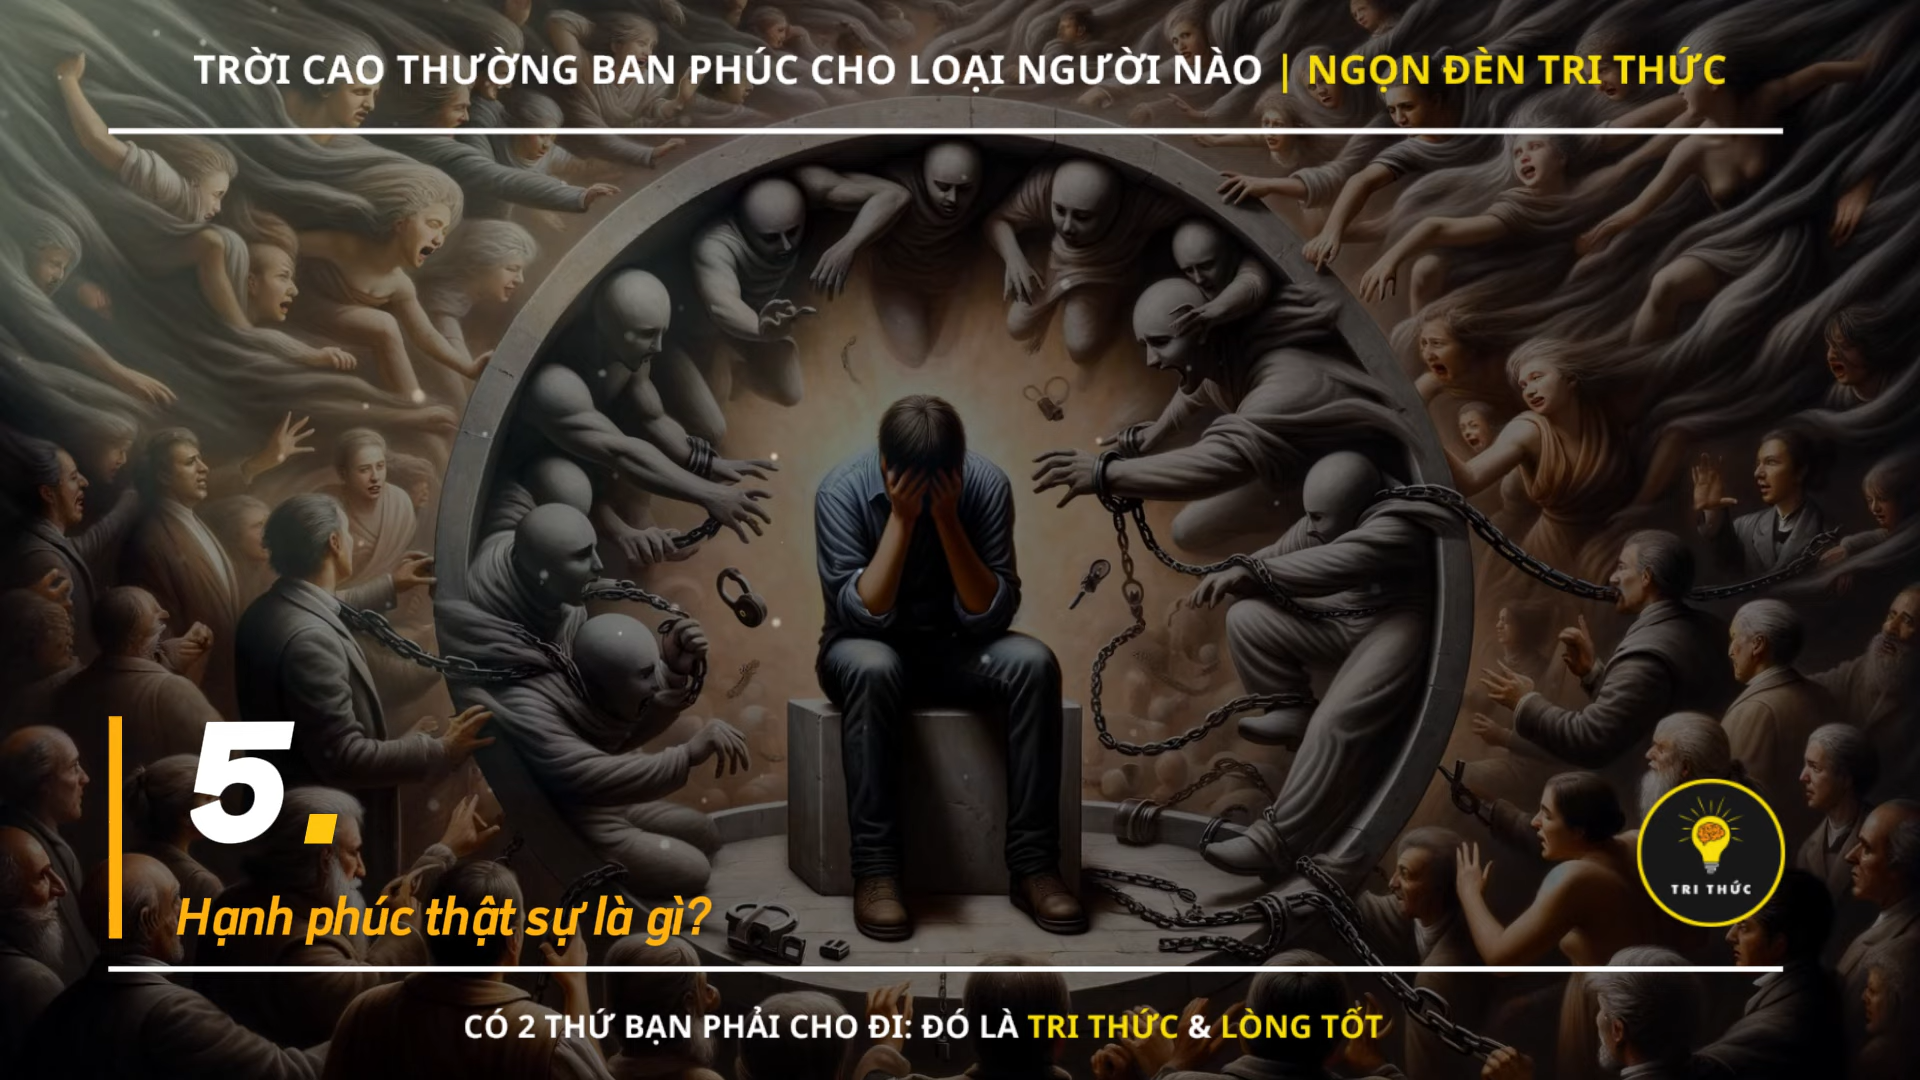 TRỜI CAO THƯỜNG BAN PHÚC CHO LOẠI NGƯỜI NÀO | NGỌN ĐÈN TRI THỨC
5.
Hạnh phúc thật sự là gì?
TRI THỨC
CÓ 2 THỨ BẠN PHẢI CHO ĐI: ĐÓ LÀ TRI THỨC & LÒNG TỐT